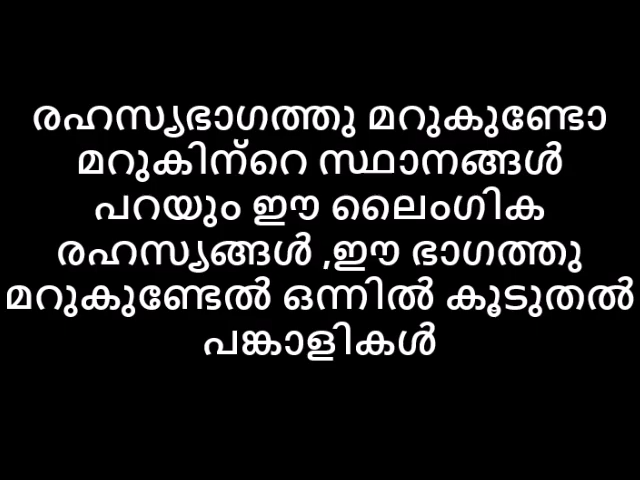 രഹസ്യഭാഗത്തു മറുകുണ്ടോ
മറുകിന്റെ സ്ഥാനങ്ങൾ
പറയും ഈ ലൈംഗിക
രഹസ്യങ്ങൾ ,ഈ ഭാഗത്തു
മറുകുണ്ടേൽ ഒന്നിൽ കൂടുതൽ
പങ്കാളികൾ